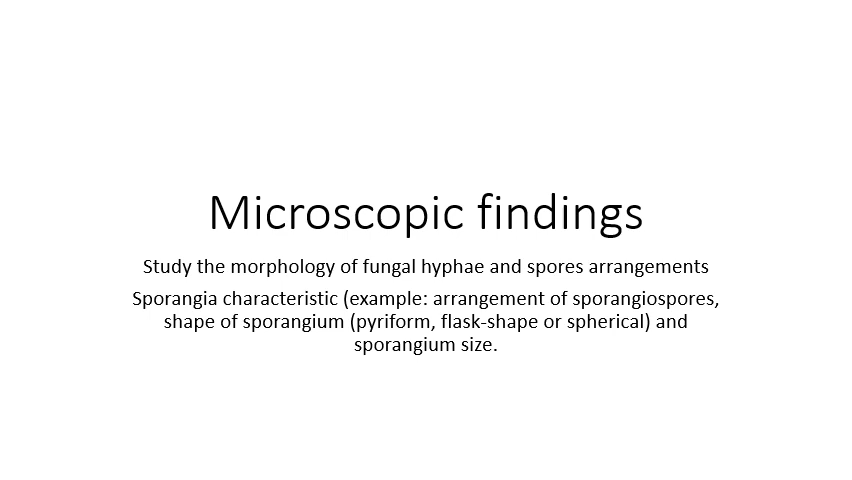 Microscopic findings
Study the morphology of fungal hyphae and spores arrangements
Sporangia characteristic (example: arrangement of sporangiospores,
shape of sporangium (pyriform, flask-shape or spherical) and
sporangium size.